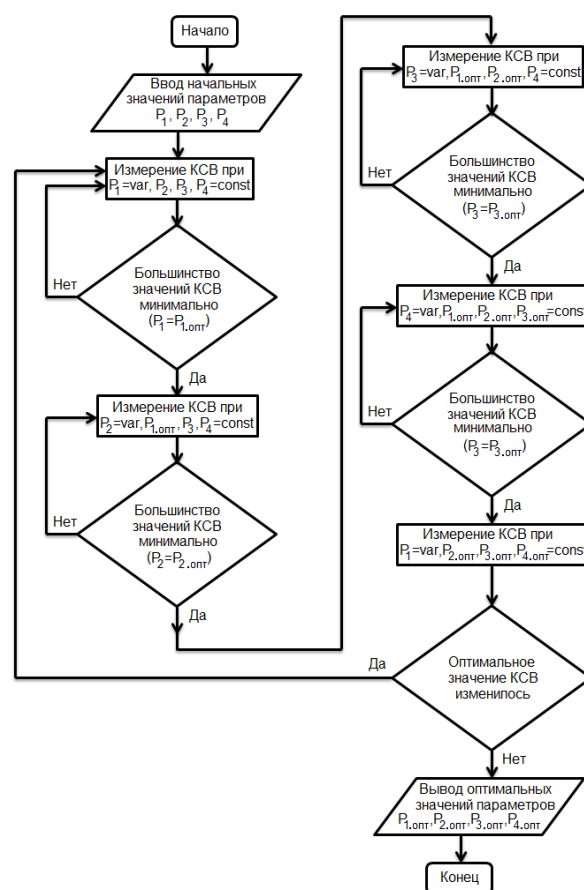 Начало
Ввод начальных
значений параметров
P1, P2, P3, P4
Измерение КСВ при
P1=var, P2, P3, P4=const
Большинство
значений КСВ
минимально
(P1=P1.опт)
Нет
Да
Измерение КСВ при
P2=var,P1.опт,P3,P4=const
Большинство
значений КСВ
минимально
(P2=P2.опт)
Нет
Да
Измерение КСВ при
P3=var,P1.опт,P2.опт,P4=const
Большинство
значений КСВ
минимально
(P3=P3.опт)
Нет
Да
Измерение КСВ при
P4=var,P1.опт,P2.опт,P3.опт=const
Большинство
значений КСВ
минимально
(P3=P3.опт)
Нет
Да
Измерение КСВ при
P1=var,P2.опт,P3.опт,P4.опт=const
Оптимальное
значение КСВ
изменилось
Да
Нет
Вывод оптимальных
значений параметров
P1.опт,P2.опт,P3.опт,P4.опт
Конец